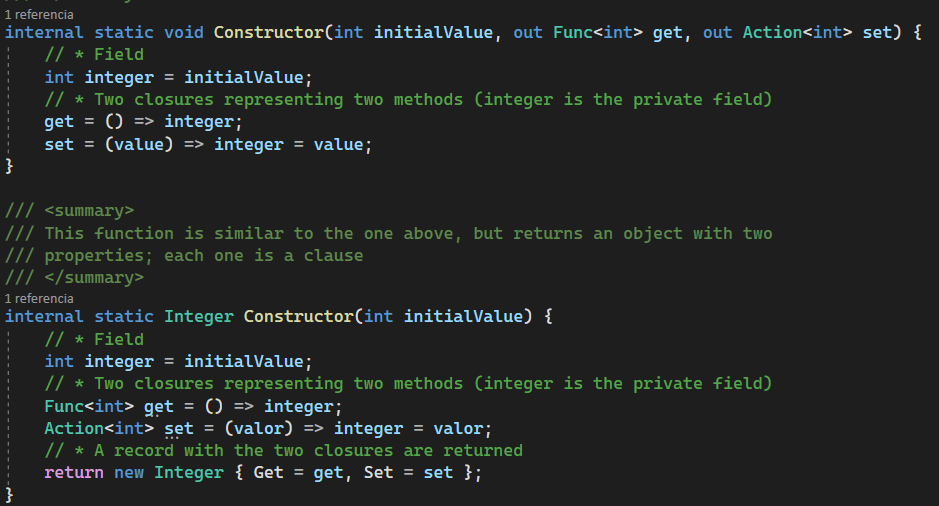 1 referencia
internal static void Constructor(int initialValue, out Func<int> get, out Action<int> set) {
// * Field
int integer = initialValue;
// * Two closures representing two methods (integer is the private field)
get = () => integer;
set = (value) => integer = value;
}
/// <summary>
/// This function is similar to the one above, but returns an object with two
/// properties; each one is a clause
/// </summary>
1 referencia
internal static Integer Constructor(int initialValue) {
// * Field
int integer = initialValue;
// * Two closures representing two methods (integer is the private field)
Func<int> get = () => integer;
Action<int> set = (valor) => integer = valor;
// * A record with the two closures are returned
return new Integer { Get = get, Set = set };
}